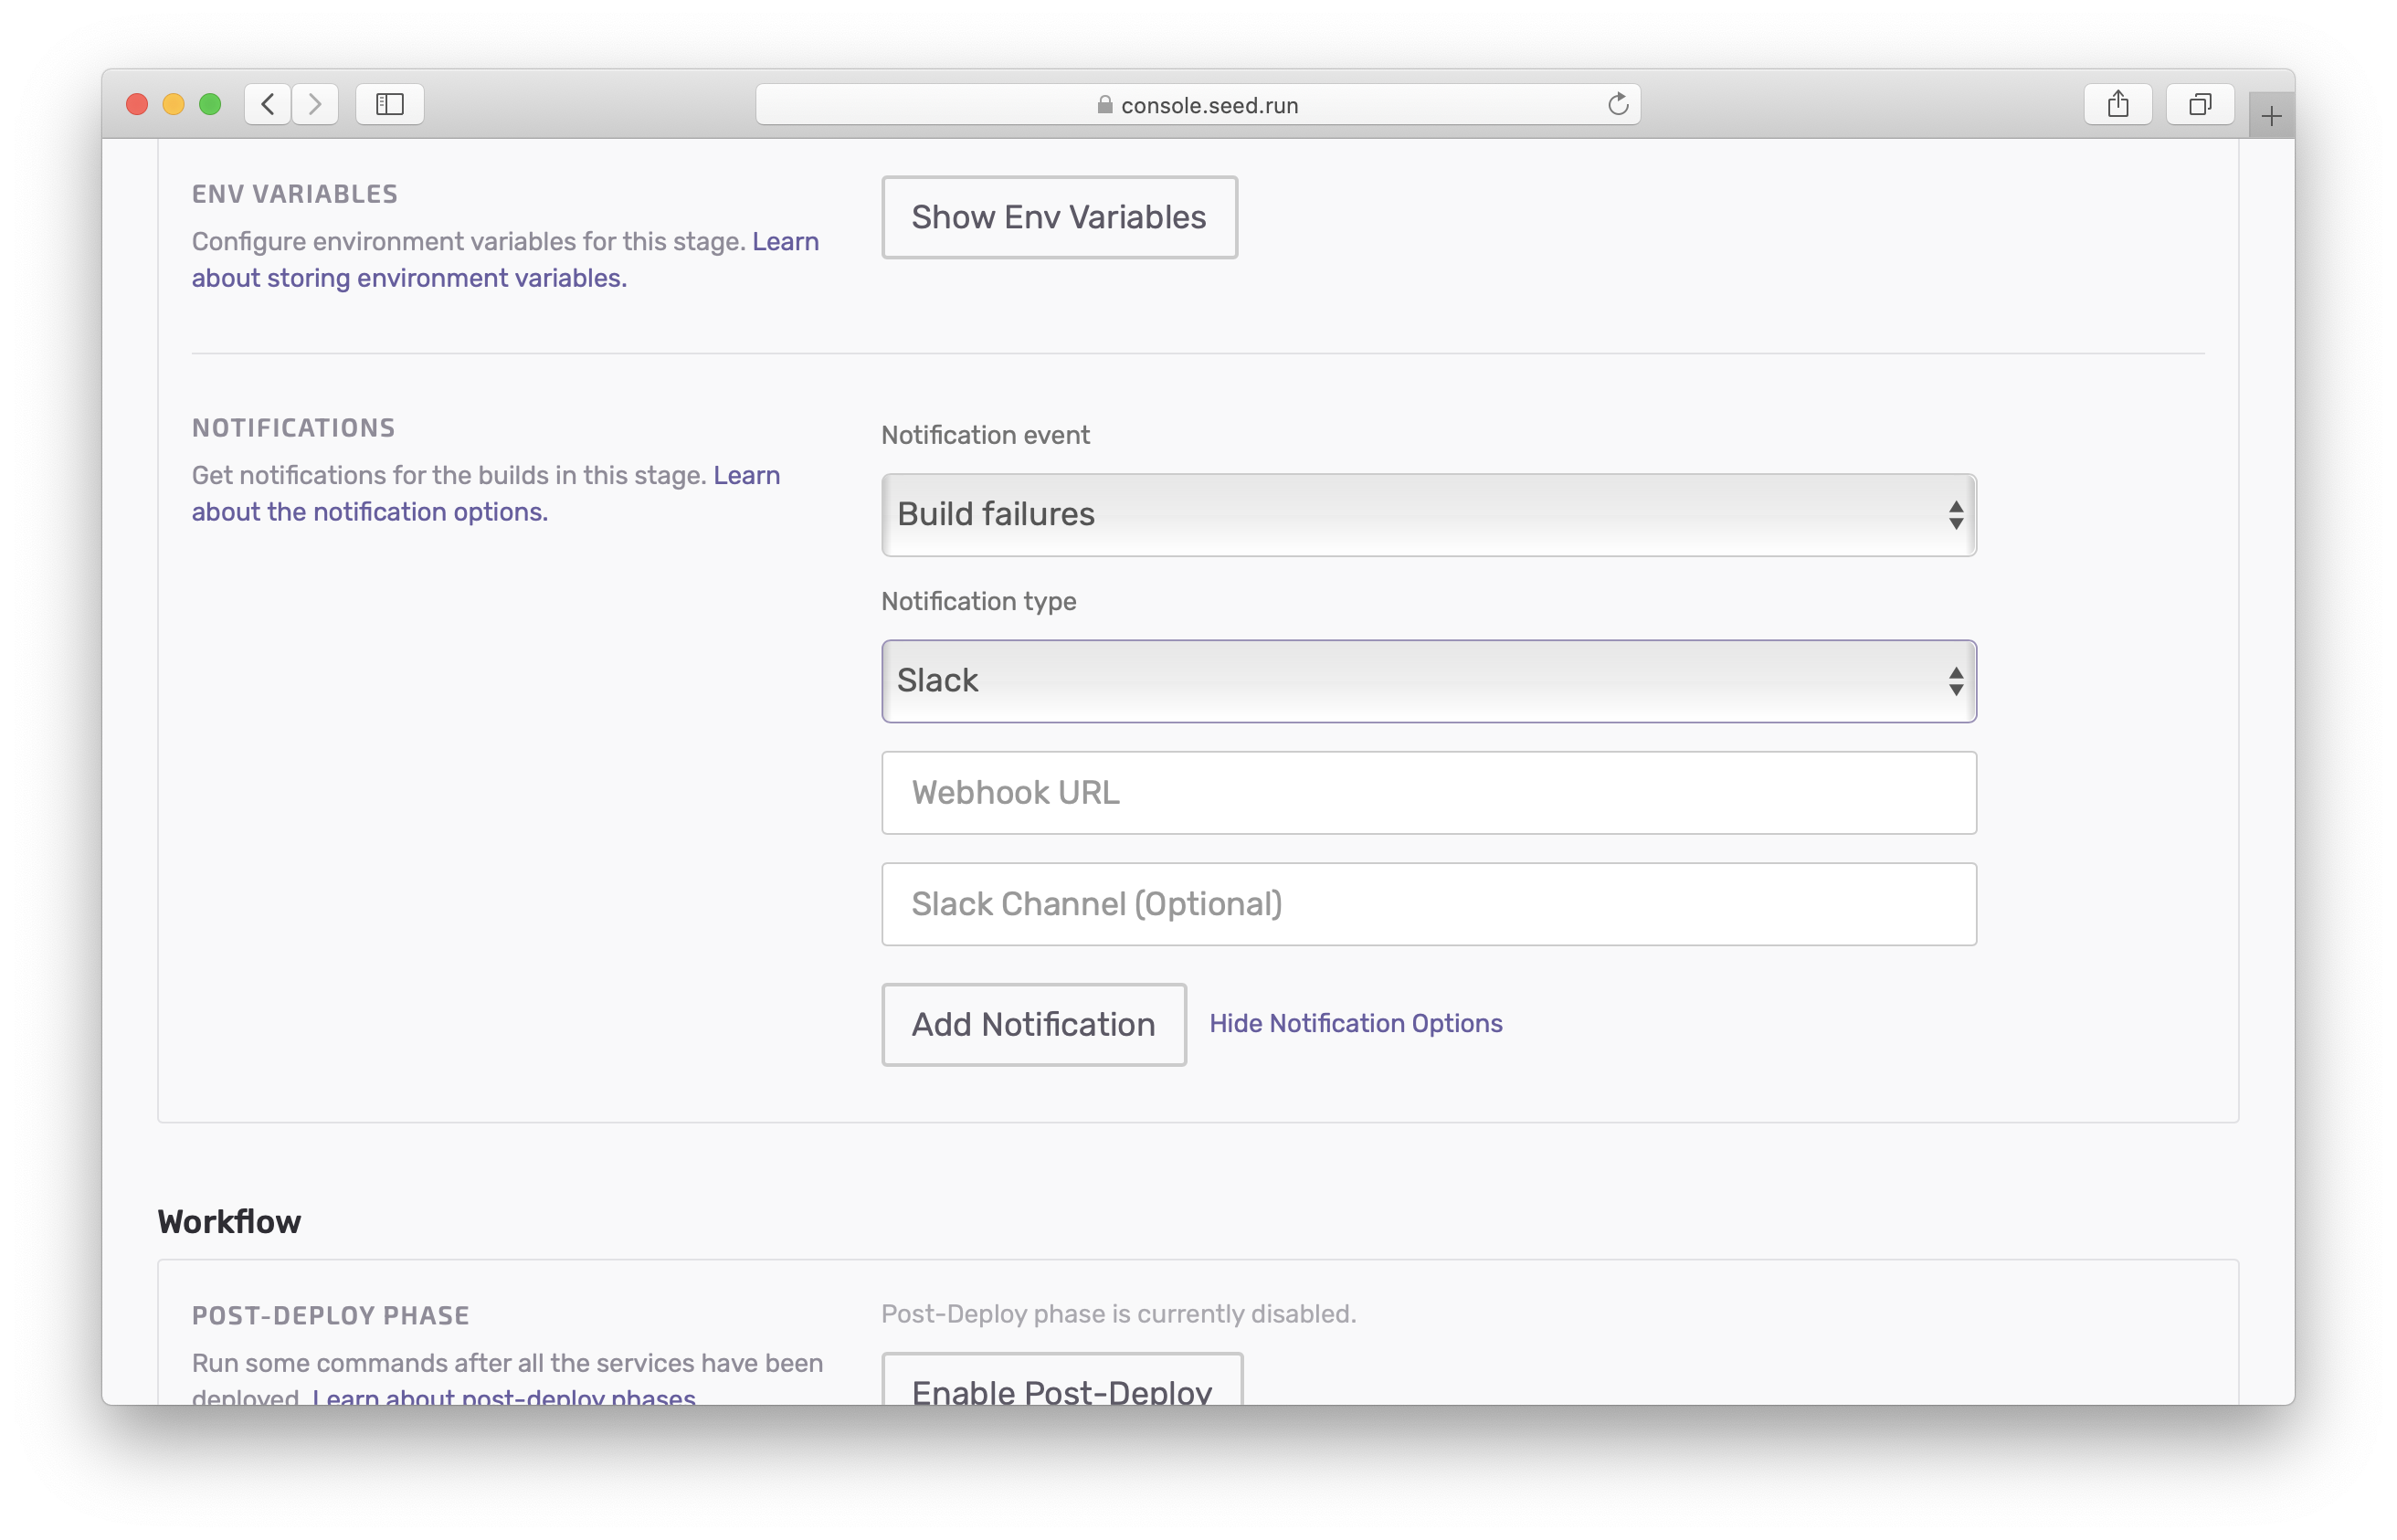 console.seed.run
ENV VARIABLES
Configure environment variables for this stage. Learn
about storing environment variables.
Show Env Variables
NOTIFICATIONS
Get notifications for the builds in this stage. Learn
about the notification options.
Notification event
Build failures
Notification type
Slack
Webhook URL
Slack Channel (Optional)
Add Notification
Hide Notification Options
Workflow
POST-DEPLOY PHASE
Run some commands after all the services have been
deployed. Learn about post-deploy phases
Post-Deploy phase is currently disabled.
Enable Post-Deploy